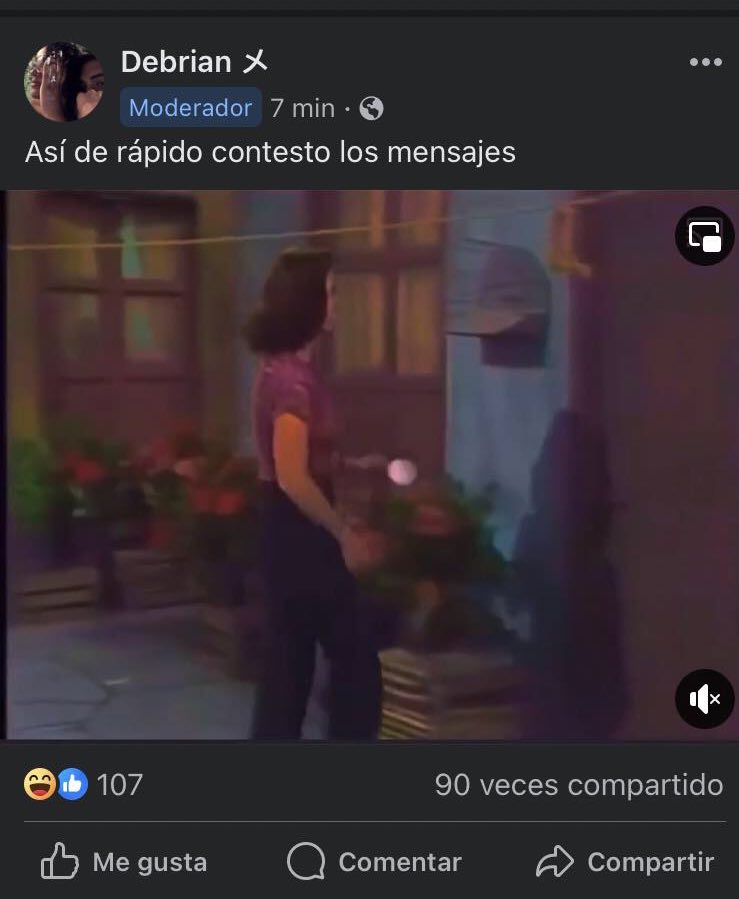 Debrian メ
Moderador 7 min ·
Así de rápido contesto los mensajes
107 90 veces compartido
Me gusta Comentar Compartir